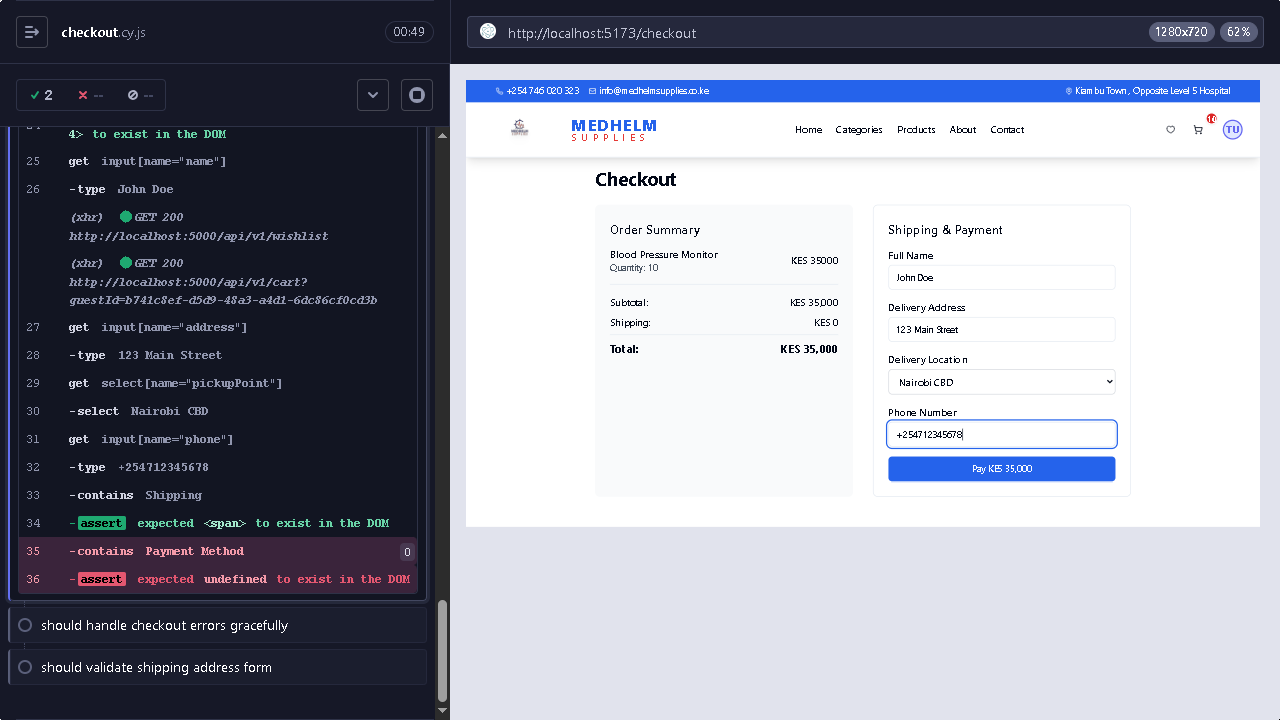 checkout.cy.js
00:49
2
--
--
4> to exist in the DOM
25 get input[name="name"]
26 -type John Doe
(xhr) GET 200
http://localhost:5000/api/v1/wishlist
(xhr) GET 200
http://localhost:5000/api/v1/cart?
guestId=b741c8ef-d5d9-48a3-a4d1-6dc86cf0cd3b
27 get input[name="address"]
28 -type 123 Main Street
29 get select[name="pickupPoint"]
30 -select Nairobi CBD
31 get input[name="phone"]
32 -type +254712345678
33 -contains Shipping
34 -assert expected <span> to exist in the DOM
35 -contains Payment Method 0
36 -assert expected undefined to exist in the DOM
should handle checkout errors gracefully
should validate shipping address form
http://localhost:5173/checkout
1280x720
62%
+254 746 020 323 info@medhelmsupplies.co.ke
Kiambu Town, Opposite Level 5 Hospital
MEDHELM
SUPPLIES
Home Categories Products About Contact
TU
Checkout
Order Summary
Blood Pressure Monitor KES 35000
Quantity: 10
Subtotal: KES 35,000
Shipping: KES 0
Total: KES 35,000
Shipping & Payment
Full Name
John Doe
Delivery Address
123 Main Street
Delivery Location
Nairobi CBD
Phone Number
+254712345678
Pay KES 35,000